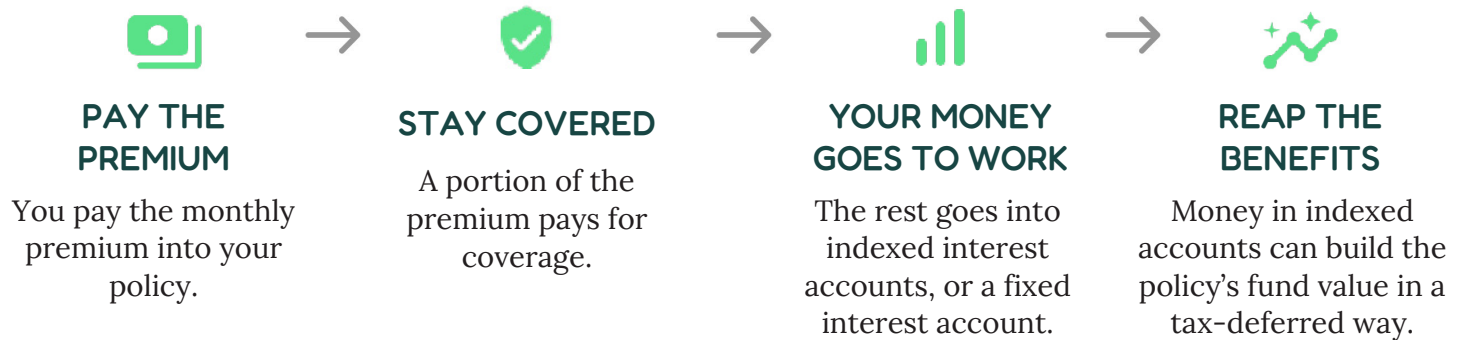 PAY THE
PREMIUM
You pay the monthly
premium into your
policy.
STAY COVERED
A portion of the
premium pays for
coverage.
YOUR MONEY
GOES TO WORK
The rest goes into
indexed interest
accounts, or a fixed
interest account.
REAP THE
BENEFITS
Money in indexed
accounts can build the
policy’s fund value in a
tax-deferred way.